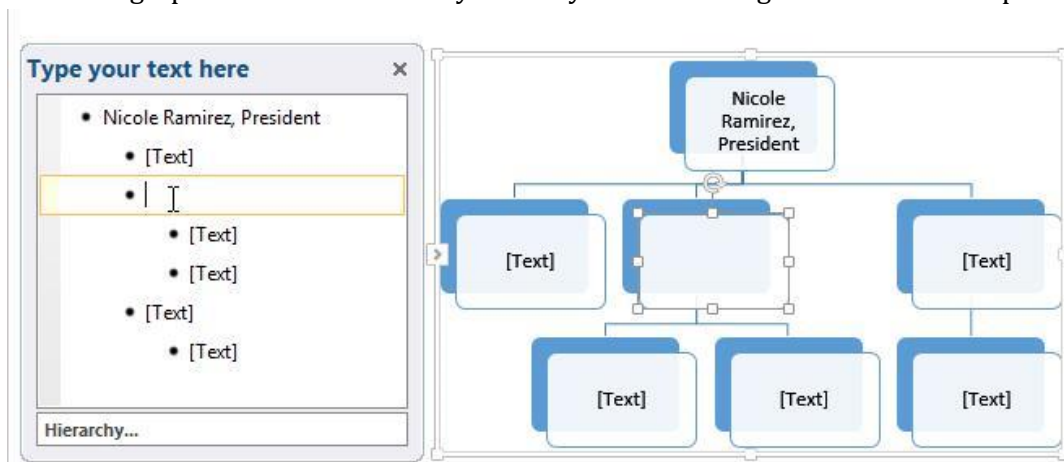 Type your text here
Nicole Ramirez, President
[Text]
[Text]
[Text]
[Text]
[Text]
Hierarchy...
Nicole
Ramirez,
President
[Text]
[Text]
[Text]
[Text]
[Text]